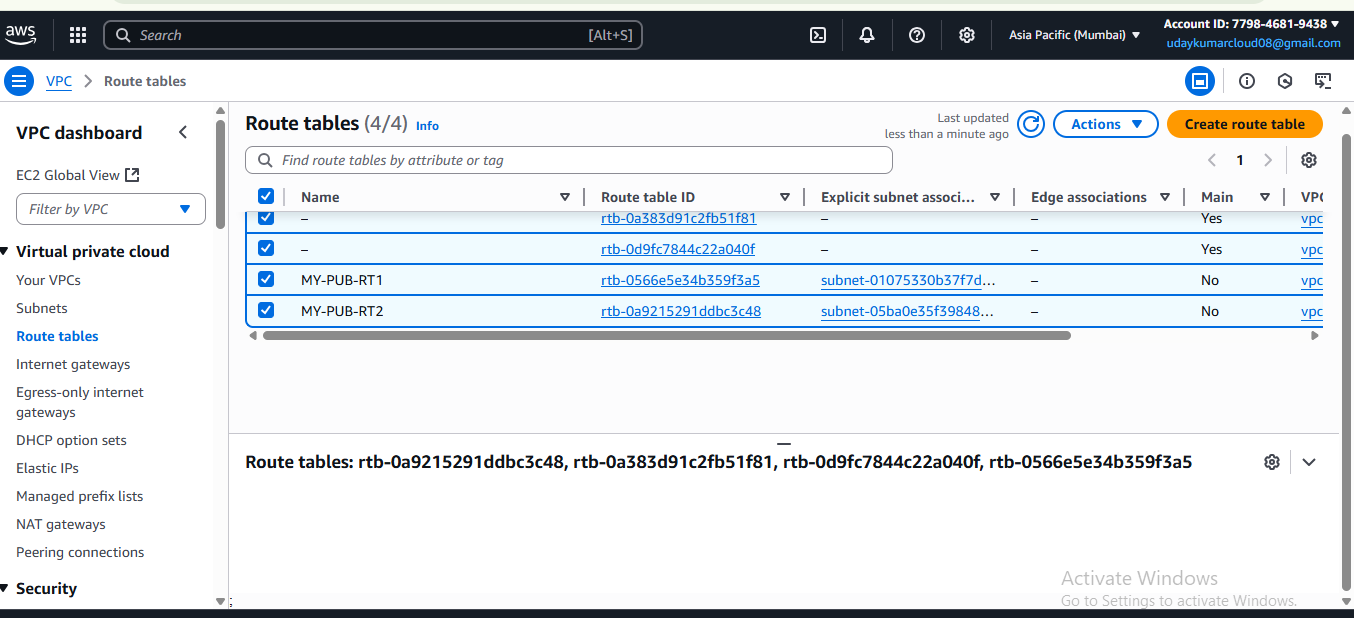 aws
Search [Alt+S]
Asia Pacific (Mumbai)
Account ID: 7798-4681-9438
udaykumarcloud08@gmail.com
VPC > Route tables
VPC dashboard
EC2 Global View
Filter by VPC
Virtual private cloud
Your VPCs
Subnets
Route tables
Internet gateways
Egress-only internet
gateways
DHCP option sets
Elastic IPs
Managed prefix lists
NAT gateways
Peering connections
Security
Route tables (4/4) Info
Last updated
less than a minute ago
Actions
Create route table
Find route tables by attribute or tag
1
Name Route table ID Explicit subnet associ... Edge associations Main VPC
– rtb-0a383d91c2fb51f81 – – Yes vpc
– rtb-0d9fc7844c22a040f – – Yes vpc
MY-PUB-RT1 rtb-0566e5e34b359f3a5 subnet-01075330b37f7d... – No vpc
MY-PUB-RT2 rtb-0a9215291ddbc3c48 subnet-05ba0e35f39848... – No vpc
Route tables: rtb-0a9215291ddbc3c48, rtb-0a383d91c2fb51f81, rtb-0d9fc7844c22a040f, rtb-0566e5e34b359f3a5
Activate Windows
Go to Settings to activate Windows.
;